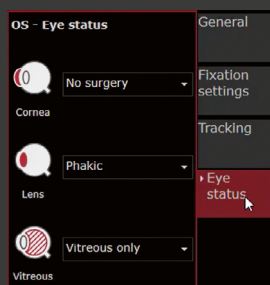 OS - Eye status
No surgery
Cornea
Phakic
Lens
Vitreous only
Vitreous
General
Fixation
settings
Tracking
Eye
status